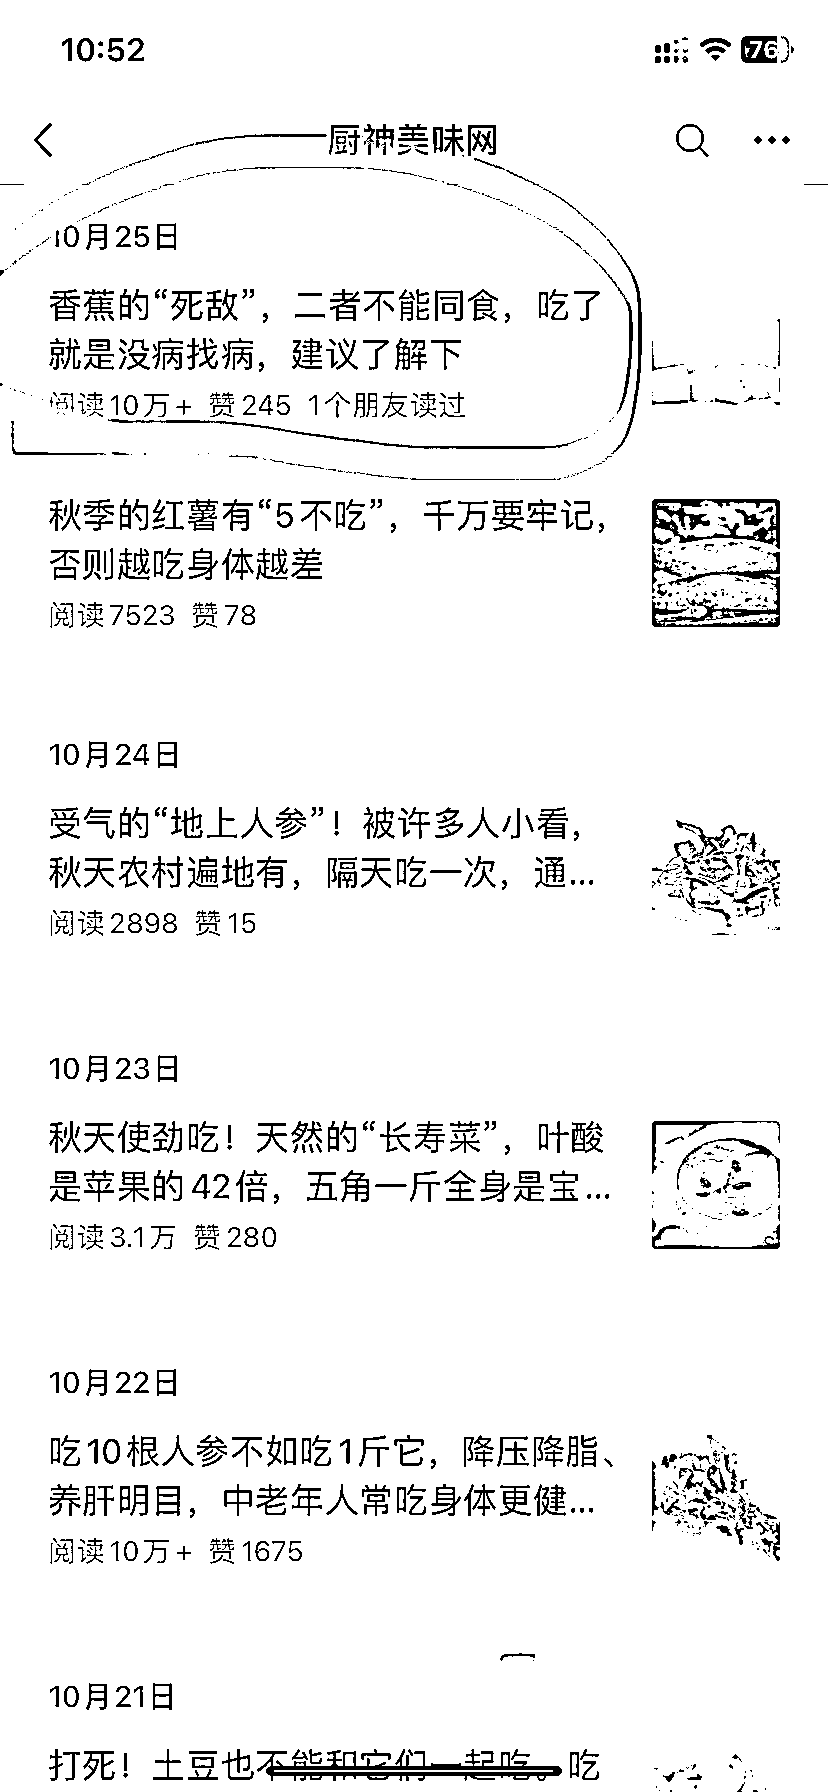 10:52
76
厨神美味网
10月25日
香蕉的“死敌”，二者不能同食，吃了
就是没病找病，建议了解下
阅读10万+ 赞245 1个朋友读过
秋季的红薯有“5不吃”，千万要牢记，
否则越吃身体越差
阅读7523 赞78
10月24日
受气的“地上人参”！被许多人小看，
秋天农村遍地有，隔天吃一次，通...
阅读2898 赞15
10月23日
秋天使劲吃！天然的“长寿菜”，叶酸
是苹果的42倍，五角一斤全身是宝...
阅读3.1万 赞280
10月22日
吃10根人参不如吃1斤它，降压降脂、
养肝明目，中老年人常吃身体更健...
阅读10万+ 赞1675
10月21日
打死！土豆也不能和它们一起吃。吃